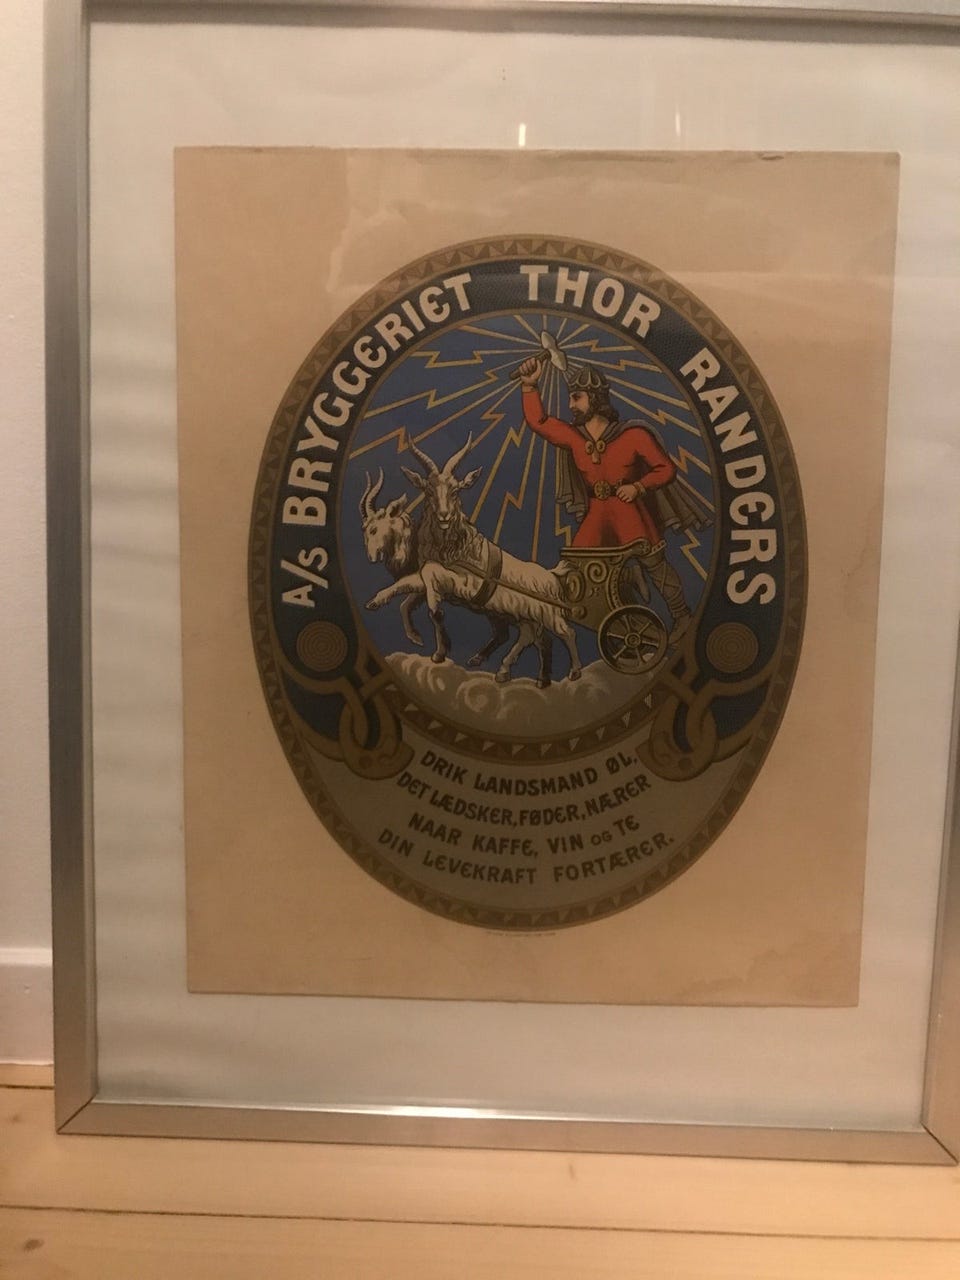 A/S BRYGGERIET THOR RANDERS
DRIK LANDSMAND ØL,
DET LÆDSKER, FØDER, NÆRER
NAAR KAFFE, VIN OG TE
DIN LEVEKRAFT FORTÆRER.